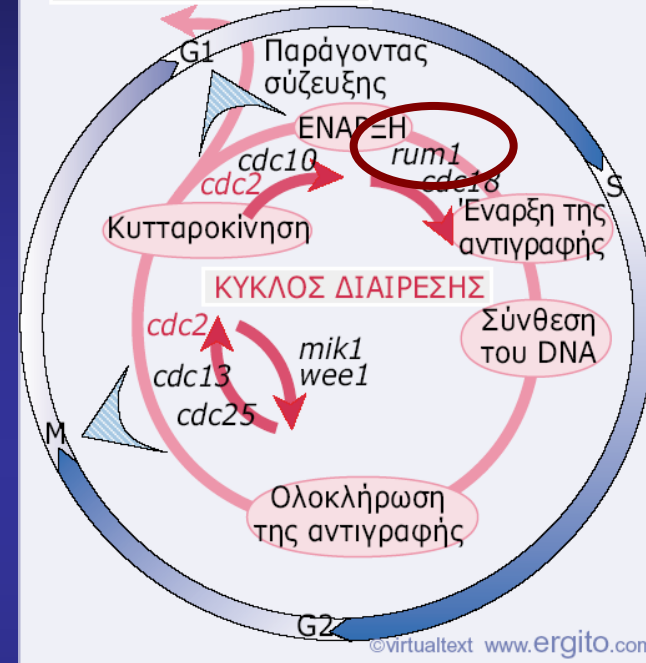 G1
Παράγοντας
σύζευξης
ΕΝΑΡΞΗ
cdc10
rum1
cdc2
cdc18
S
Κυτταροκίνηση
Έναρξη της
αντιγραφής
ΚΥΚΛΟΣ ΔΙΑΙΡΕΣΗΣ
cdc2
Σύνθεση
του DNA
mik1
cdc13
wee1
cdc25
M
Ολοκλήρωση
της αντιγραφής
G2
©virtualtext www.ergito.com